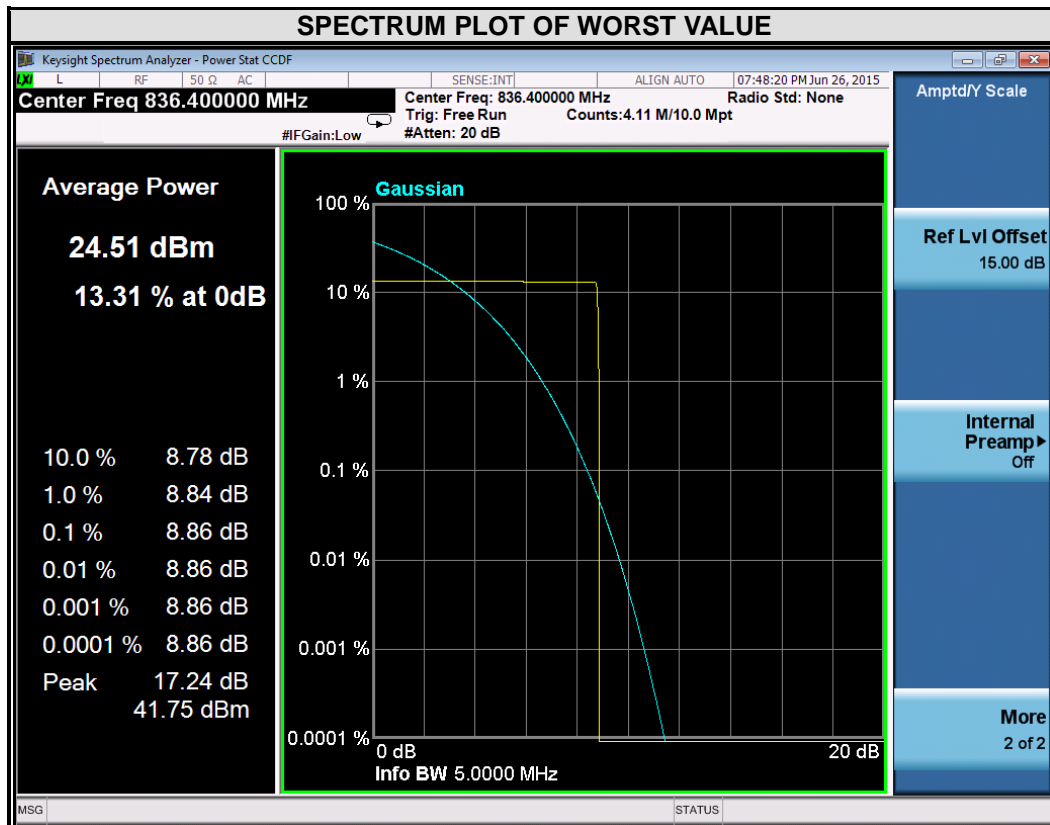 SPECTRUM PLOT OF WORST VALUE
Keysight Spectrum Analyzer - Power Stat CCDF
LXI L RF 50 Ω AC SENSE:INT ALIGN AUTO 07:48:20 PM Jun 26, 2015
Center Freq 836.400000 MHz
#IFGain:Low
Center Freq: 836.400000 MHz Radio Std: None
Trig: Free Run Counts:4.11 M/10.0 Mpt
#Atten: 20 dB
Average Power
24.51 dBm
13.31 % at 0dB
10.0 % 8.78 dB
1.0 % 8.84 dB
0.1 % 8.86 dB
0.01 % 8.86 dB
0.001 % 8.86 dB
0.0001 % 8.86 dB
Peak 17.24 dB
41.75 dBm
Gaussian
100 %
10 %
1 %
0.1 %
0.01 %
0.001 %
0.0001 %
0 dB 20 dB
Info BW 5.0000 MHz
Amptd/Y Scale
Ref Lvl Offset
15.00 dB
Internal
Preamp
Off
More
2 of 2
MSG STATUS